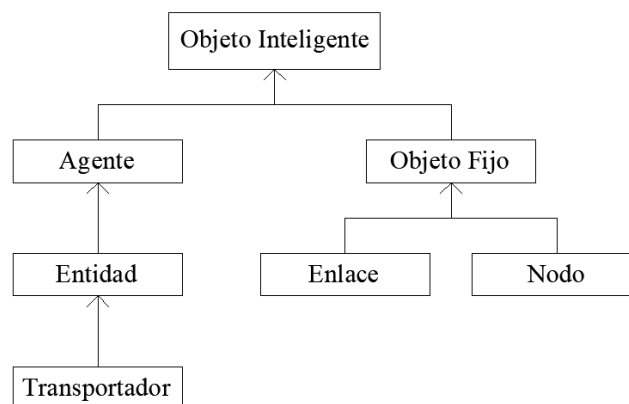 Objeto Inteligente
Agente
Objeto Fijo
Entidad
Enlace
Nodo
Transportador